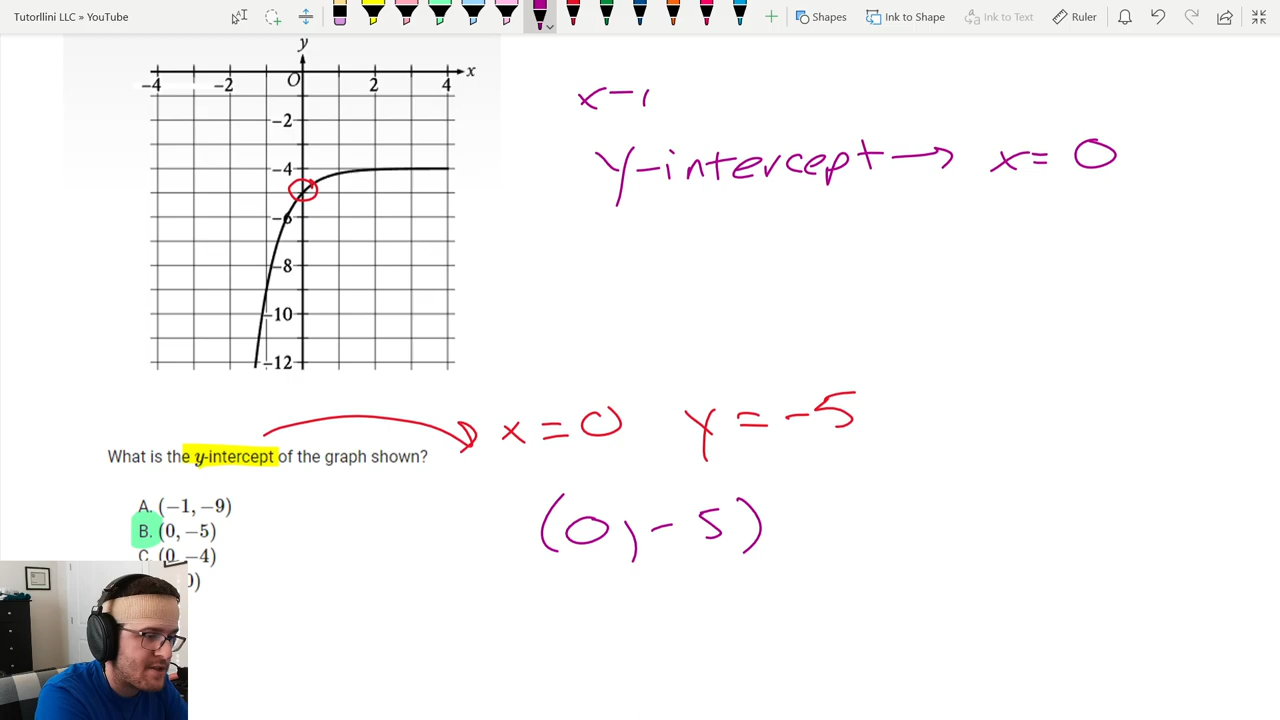 Tutorllini LLC » YouTube
Shapes
Ink to Shape
Ink to Text
Ruler
y
x
O
-4
-2
2
4
-2
-4
-6
-8
-10
-12
x-1
y-intercept → x = 0
x = 0 y = -5
What is the y-intercept of the graph shown?
A. (-1, -9)
B. (0, -5)
(0, -5)
C. (0, -4)
0)